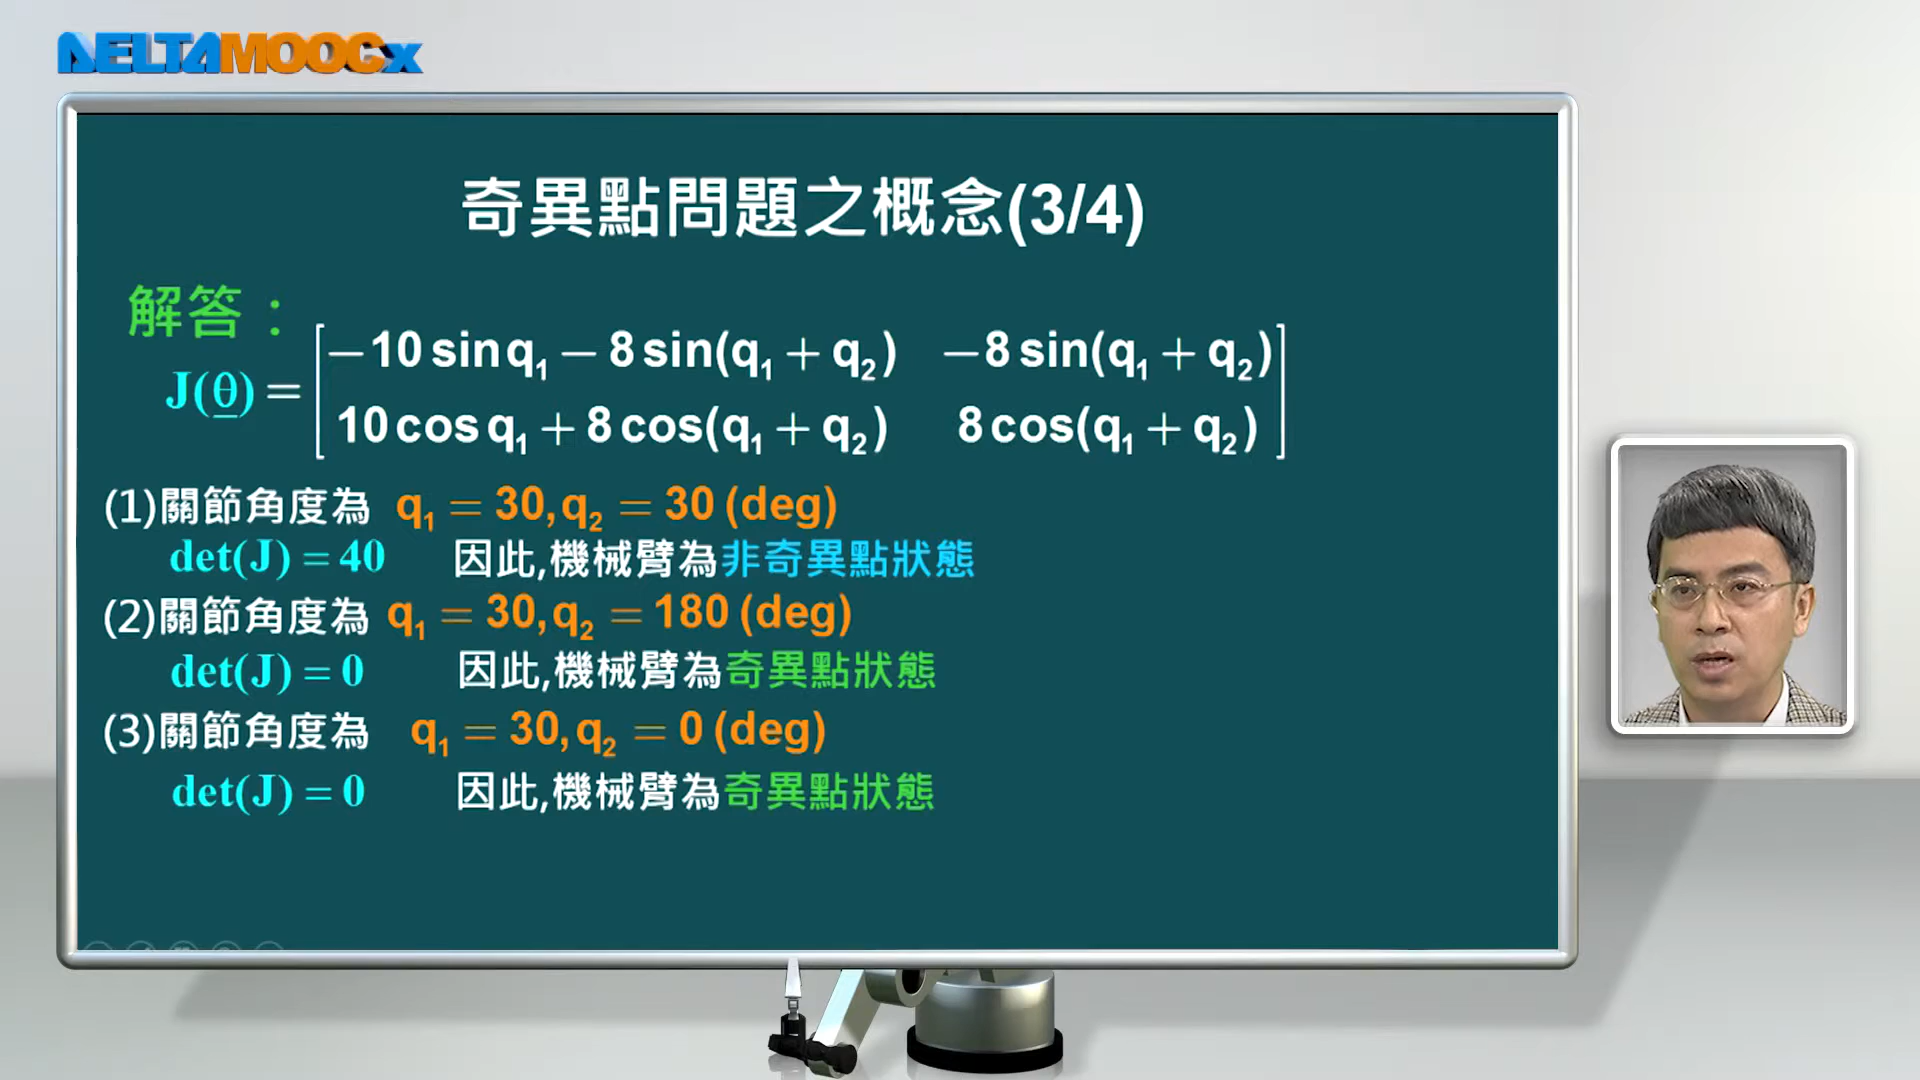 DELTAMOOCx
奇異點問題之概念(3/4)
解答：
J(θ) = [ −10 sin q₁ − 8 sin(q₁ + q₂)   −8 sin(q₁ + q₂)
10 cos q₁ + 8 cos(q₁ + q₂)   8 cos(q₁ + q₂) ]
(1)關節角度為 q₁ = 30, q₂ = 30 (deg)
det(J) = 40 因此,機械臂為非奇異點狀態
(2)關節角度為 q₁ = 30, q₂ = 180 (deg)
det(J) = 0 因此,機械臂為奇異點狀態
(3)關節角度為 q₁ = 30, q₂ = 0 (deg)
det(J) = 0 因此,機械臂為奇異點狀態